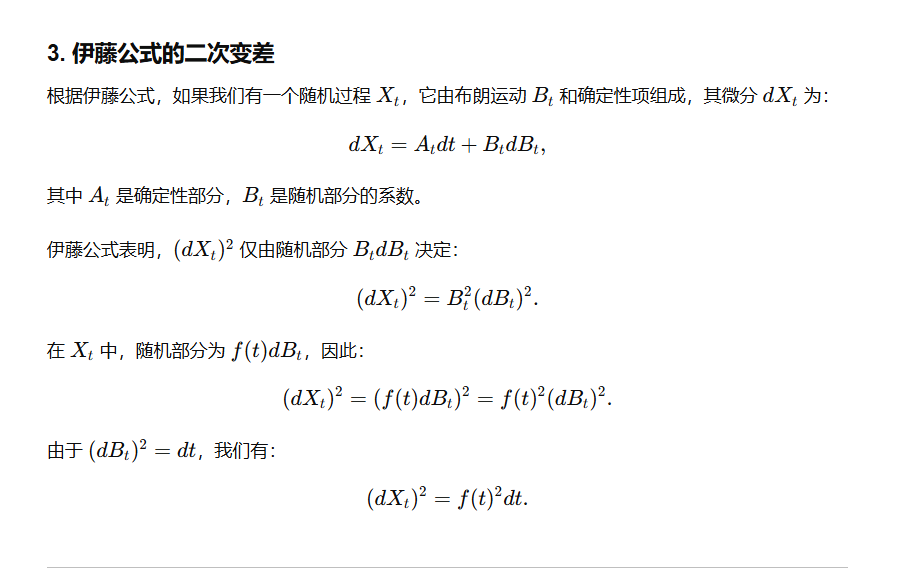 3. 伊藤公式的二次变差
根据伊藤公式，如果我们有一个随机过程 $X_t$，它由布朗运动 $B_t$ 和确定性项组成，其微分 $dX_t$ 为：
$dX_t = A_t dt + B_t dB_t,$
其中 $A_t$ 是确定性部分，$B_t$ 是随机部分的系数。
伊藤公式表明，$(dX_t)^2$ 仅由随机部分 $B_t dB_t$ 决定：
$(dX_t)^2 = B_t^2 (dB_t)^2.$
在 $X_t$ 中，随机部分为 $f(t)dB_t$，因此：
$(dX_t)^2 = (f(t)dB_t)^2 = f(t)^2 (dB_t)^2.$
由于 $(dB_t)^2 = dt$，我们有：
$(dX_t)^2 = f(t)^2 dt.$